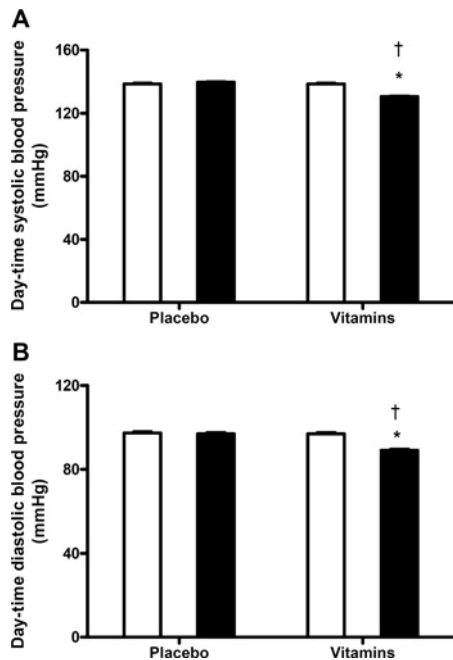 A
Day-time systolic blood pressure
(mmHg)
160
120
80
40
0
†
*
Placebo
Vitamins
B
Day-time diastolic blood pressure
(mmHg)
120
80
40
0
†
*
Placebo
Vitamins